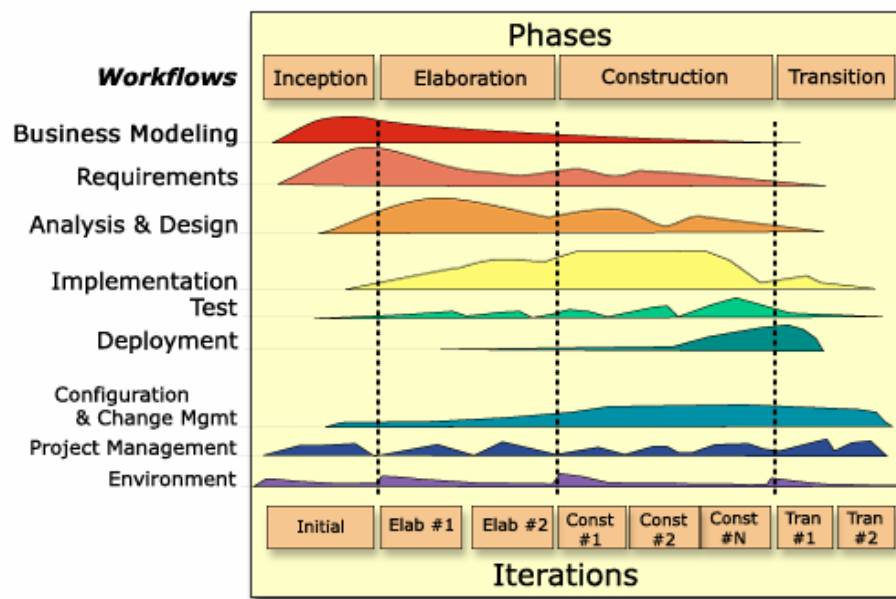 Phases
Workflows
Inception
Elaboration
Construction
Transition
Business Modeling
Requirements
Analysis & Design
Implementation
Test
Deployment
Configuration
& Change Mgmt
Project Management
Environment
Initial
Elab #1
Elab #2
Const
#1
Const
#2
Const
#N
Tran
#1
Tran
#2
Iterations